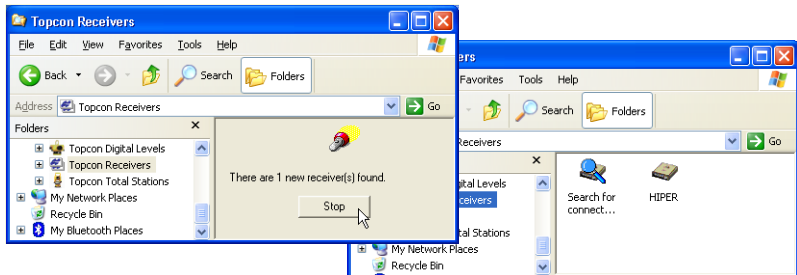 Topcon Receivers
File Edit View Favorites Tools Help
Back Search Folders
Address Topcon Receivers Go
Folders x
Topcon Digital Levels
Topcon Receivers
Topcon Total Stations
My Network Places
Recycle Bin
My Bluetooth Places
There are 1 new receiver(s) found.
Stop
ers
Favorites Tools Help
Search Folders
Receivers Go
x
gital Levels
ceivers
tal Stations
My Network Places
Recycle Bin
Search for
connect...
HIPER